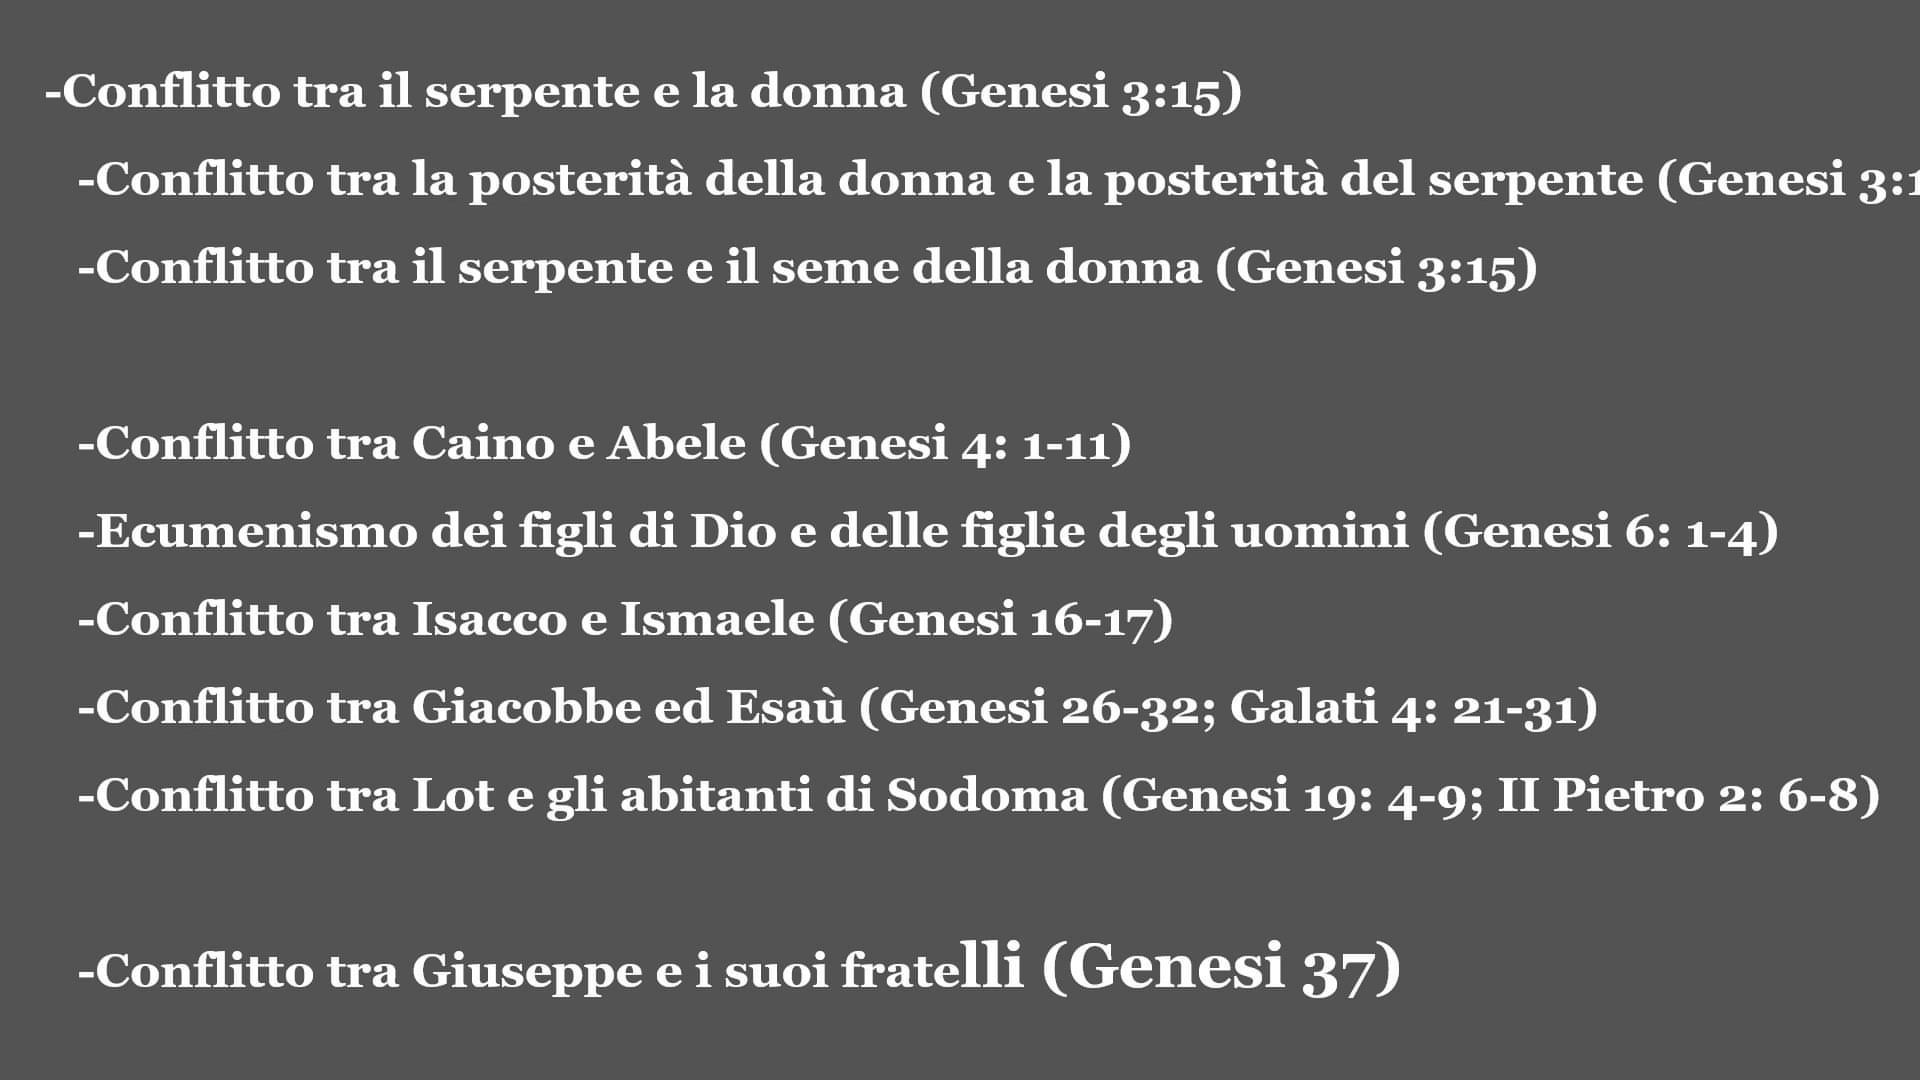 -Conflitto tra il serpente e la donna (Genesi 3:15)
-Conflitto tra la posterità della donna e la posterità del serpente (Genesi 3:1
-Conflitto tra il serpente e il seme della donna (Genesi 3:15)
-Conflitto tra Caino e Abele (Genesi 4: 1-11)
-Ecumenismo dei figli di Dio e delle figlie degli uomini (Genesi 6: 1-4)
-Conflitto tra Isacco e Ismaele (Genesi 16-17)
-Conflitto tra Giacobbe ed Esaù (Genesi 26-32; Galati 4: 21-31)
-Conflitto tra Lot e gli abitanti di Sodoma (Genesi 19: 4-9; II Pietro 2: 6-8)
-Conflitto tra Giuseppe e i suoi fratelli (Genesi 37)